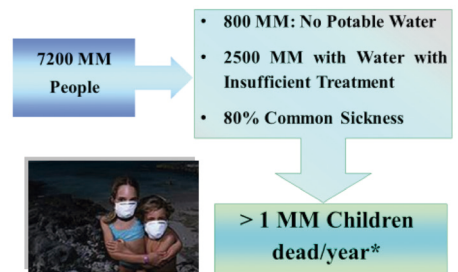 7200 MM
People
• 800 MM: No Potable Water
• 2500 MM with Water with
Insufficient Treatment
• 80% Common Sickness
> 1 MM Children
dead/year*